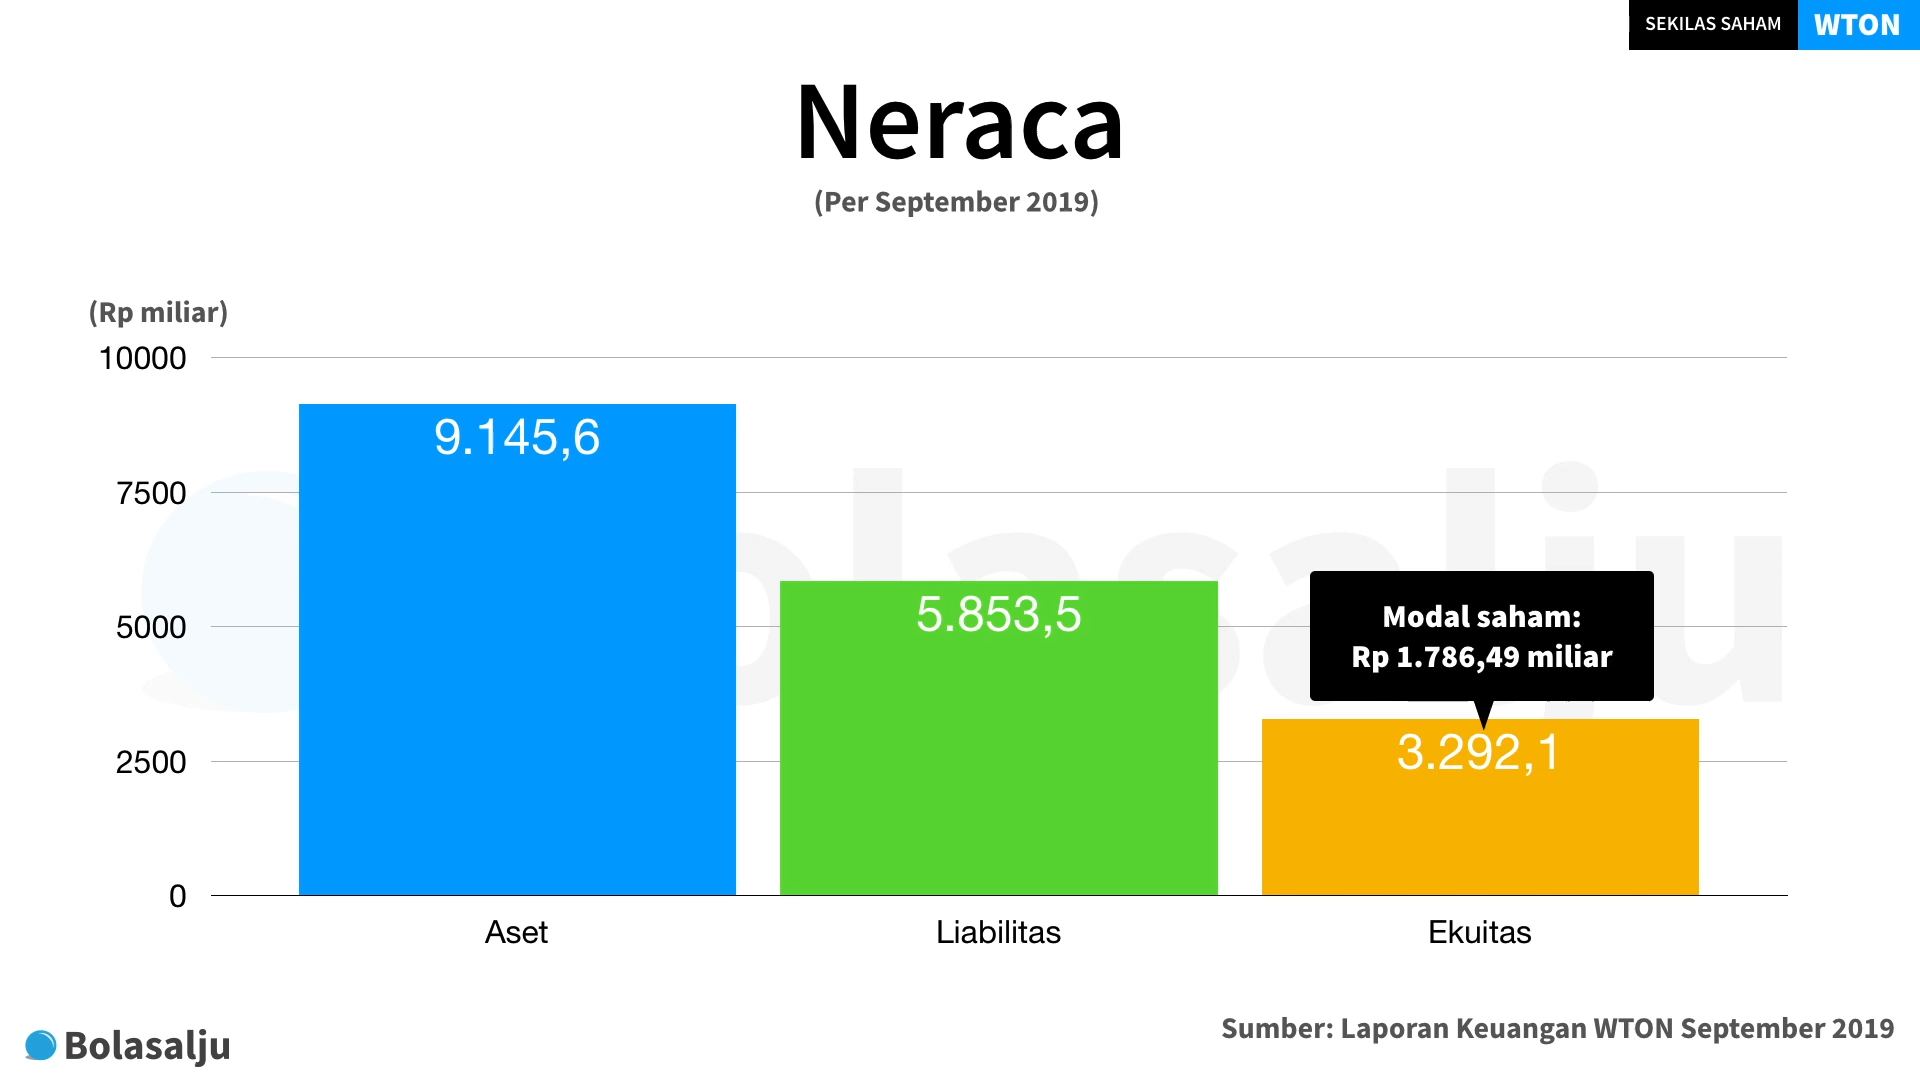 SEKILAS SAHAM WTON
Neraca
(Per September 2019)
(Rp miliar)
10000
7500
5000
2500
0
9.145,6
5.853,5
Modal saham:
Rp 1.786,49 miliar
3.292,1
Aset
Liabilitas
Ekuitas
Bolasalju
Sumber: Laporan Keuangan WTON September 2019